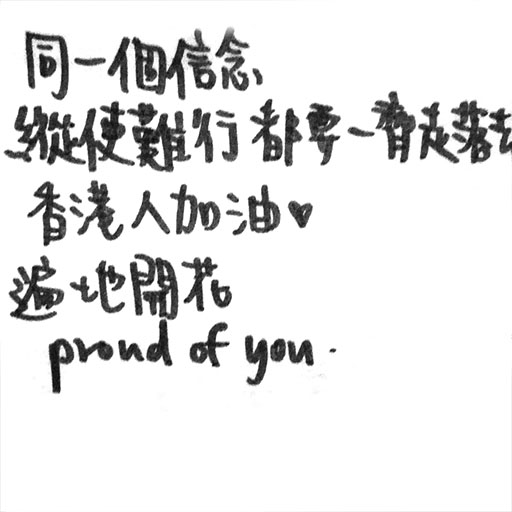 同一個信念
縱使難行都要一齊走落去
香港人加油♥
遍地開花
proud of you.